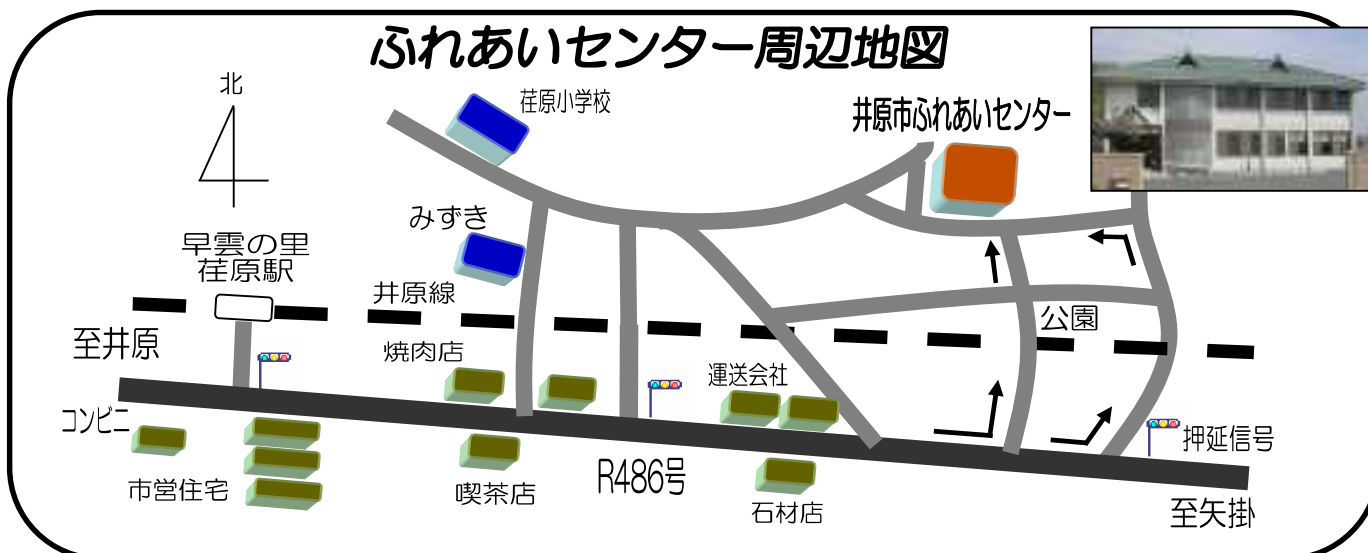 ふれあいセンター周辺地図
北
荏原小学校
井原市ふれあいセンター
みずき
早雲の里
荏原駅
井原線
公園
至井原
焼肉店
運送会社
コンビニ
押延信号
市営住宅
喫茶店
R486号
石材店
至矢掛